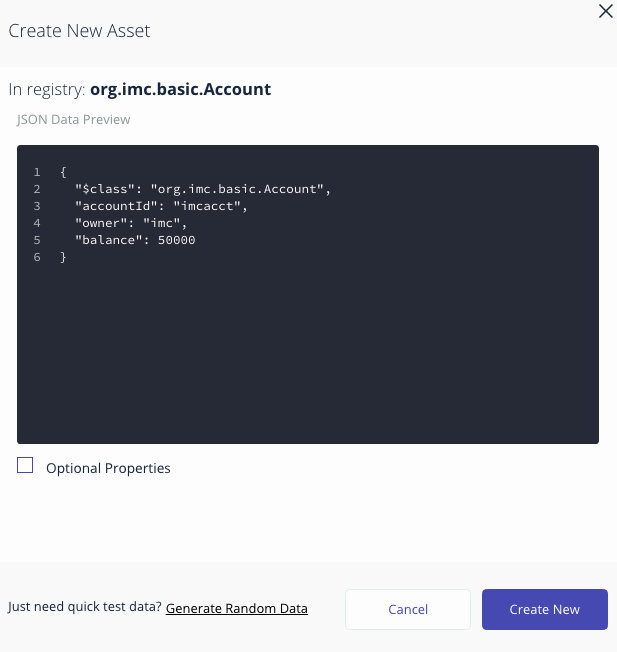 Create New Asset
In registry: org.imc.basic.Account
JSON Data Preview
1 {
2   "$class": "org.imc.basic.Account",
3   "accountId": "imcacct",
4   "owner": "imc",
5   "balance": 50000
6 }
Optional Properties
Just need quick test data? Generate Random Data Cancel Create New